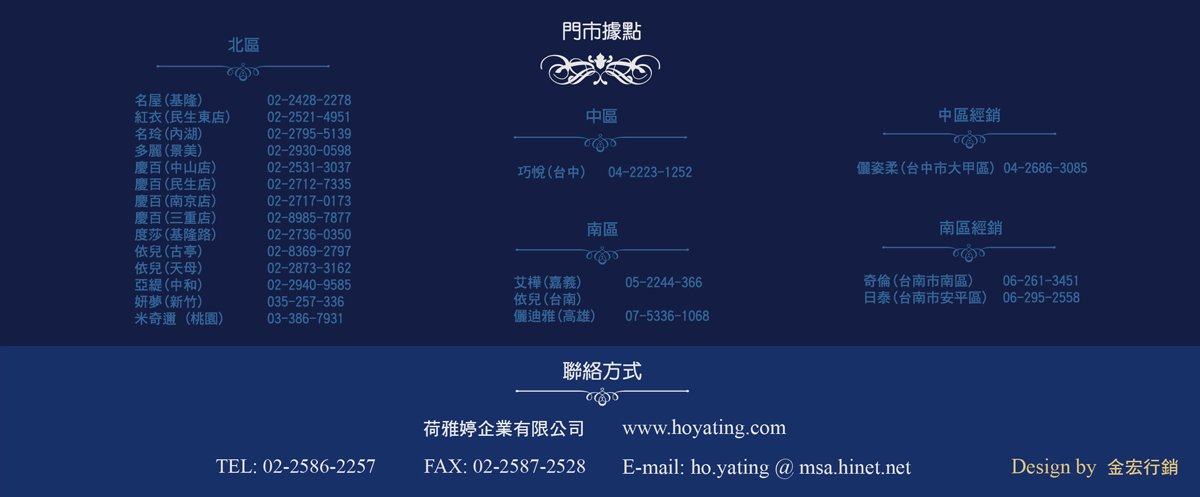 門市據點
北區
名屋(基隆) 02-2428-2278
紅衣(民生東店) 02-2521-4951
名玲(內湖) 02-2795-5139
多麗(景美) 02-2930-0598
慶百(中山店) 02-2531-3037
慶百(民生店) 02-2712-7335
慶百(南京店) 02-2717-0173
慶百(三重店) 02-8985-7877
度莎(基隆路) 02-2736-0350
依兒(古亭) 02-8369-2797
依兒(天母) 02-2873-3162
亞緹(中和) 02-2940-9585
妍夢(新竹) 035-257-336
米奇邇 (桃園) 03-386-7931
中區
巧悅(台中) 04-2223-1252
南區
艾樺(嘉義) 05-2244-366
依兒(台南)
儷迪雅(高雄) 07-5336-1068
中區經銷
儷姿柔(台中市大甲區) 04-2686-3085
南區經銷
奇倫(台南市南區) 06-261-3451
日泰(台南市安平區) 06-295-2558
聯絡方式
荷雅婷企業有限公司 www.hoyating.com
TEL: 02-2586-2257 FAX: 02-2587-2528 E-mail: ho.yating @ msa.hinet.net
Design by 金宏行銷